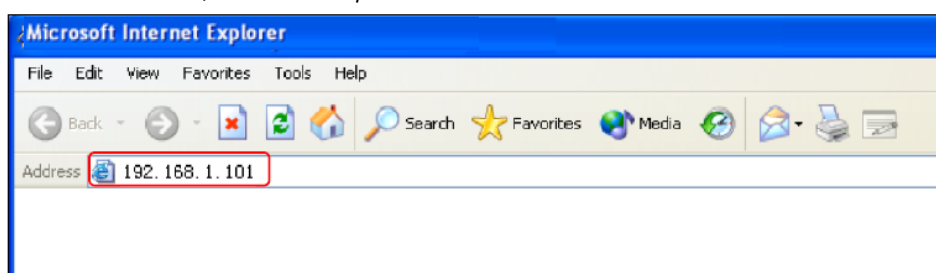 Microsoft Internet Explorer
File Edit View Favorites Tools Help
Back Search Favorites Media
Address 192.168.1.101